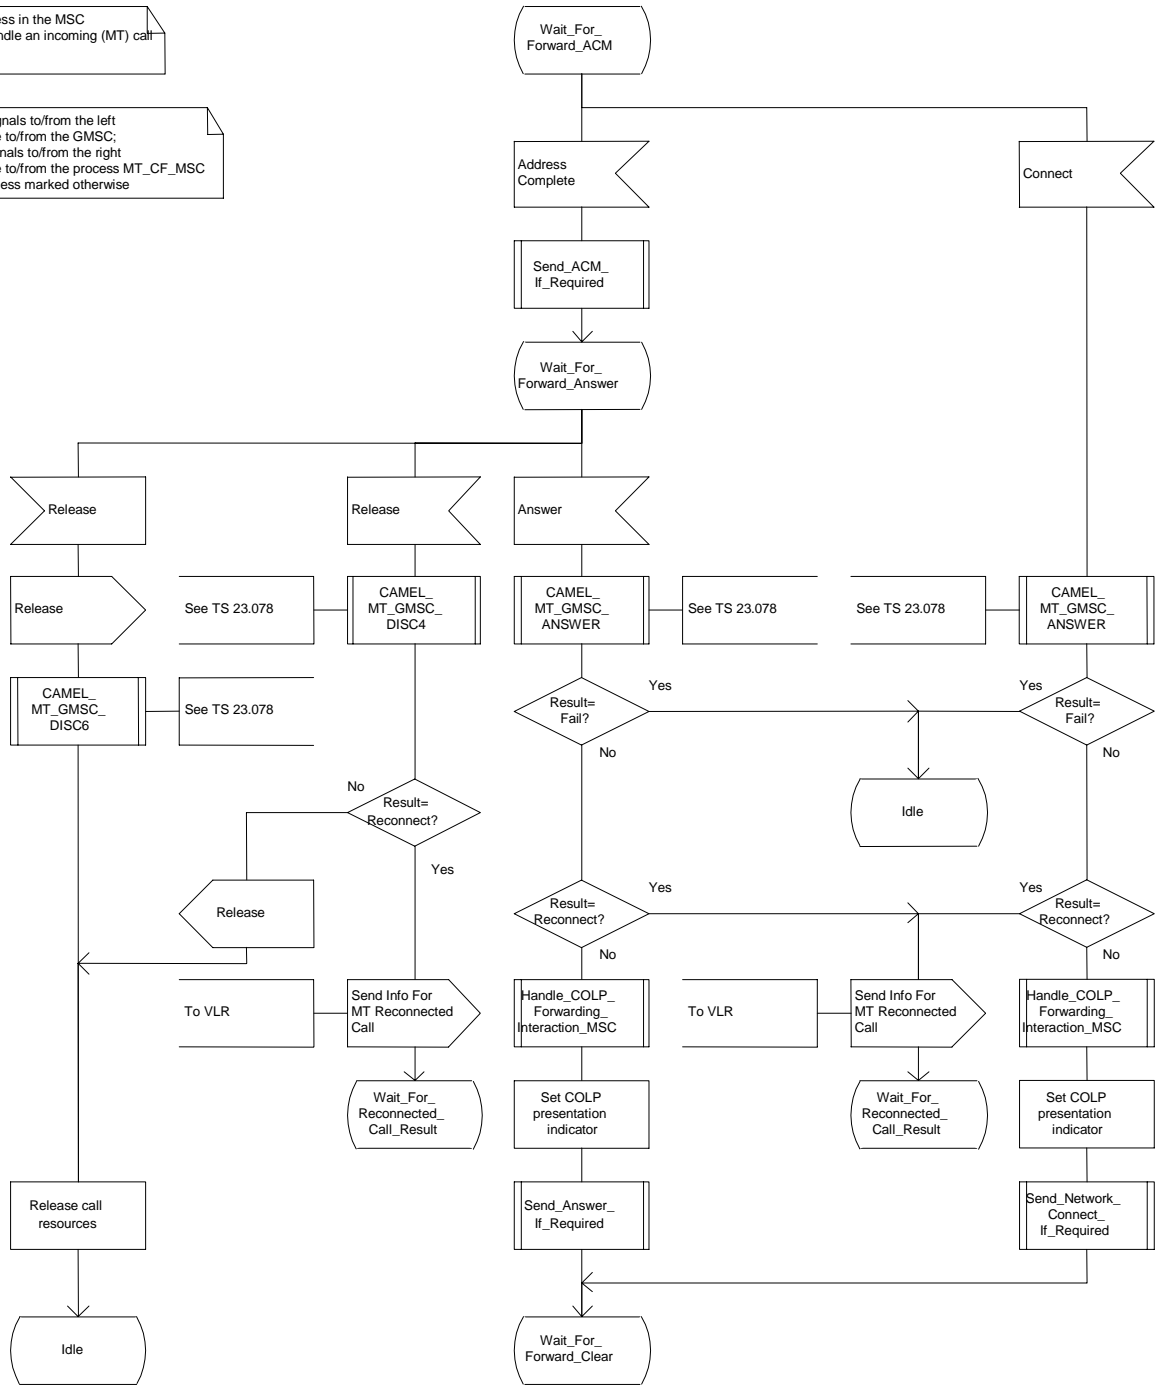 in the MSC
an incoming (MT) call
to/from the left
to/from the GMSC;
to/from the right
to/from the process MT_CF_MSC
marked otherwise
Wait_For_
Forward_ACM
Address
Complete
Connect
Send_ACM_
If_Required
Wait_For_
Forward_Answer
Release
Release
Answer
Release
See TS 23.078
CAMEL_
MT_GMSC_
DISC4
CAMEL_
MT_GMSC_
ANSWER
See TS 23.078
See TS 23.078
CAMEL_
MT_GMSC_
ANSWER
CAMEL_
MT_GMSC_
DISC6
See TS 23.078
Result=
Fail?
Yes
No
Yes
Result=
Fail?
No
Idle
No
Result=
Reconnect?
Yes
Release
Result=
Reconnect?
Yes
No
Yes
Result=
Reconnect?
No
To VLR
Send Info For
MT Reconnected
Call
Handle_COLP_
Forwarding_
Interaction_MSC
To VLR
Send Info For
MT Reconnected
Call
Handle_COLP_
Forwarding_
Interaction_MSC
Wait_For_
Reconnected_
Call_Result
Set COLP
presentation
indicator
Wait_For_
Reconnected_
Call_Result
Set COLP
presentation
indicator
Release call
resources
Send_Answer_
If_Required
Send_Network_
Connect_
If_Required
Idle
Wait_For_
Forward_Clear